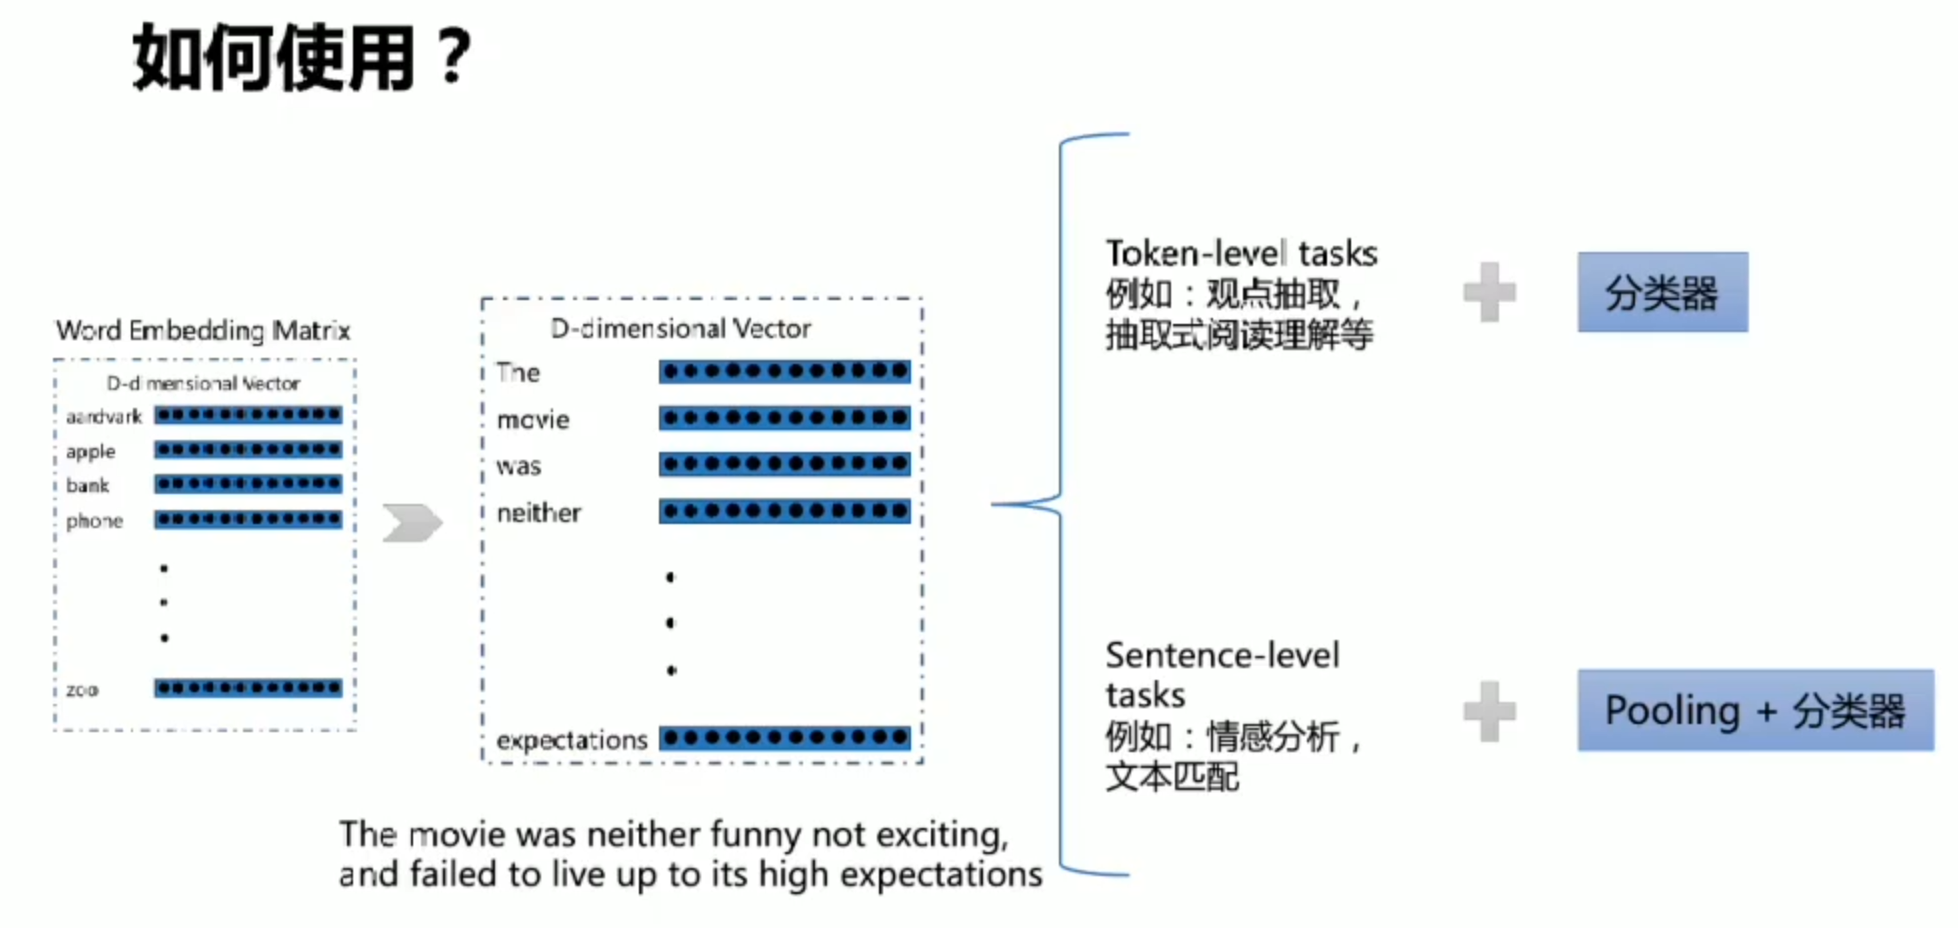 如何使用？
Word Embedding Matrix
D-dimensional Vector
aardvark
apple
bank
phone
zoo
D-dimensional Vector
The
movie
was
neither
expectations
The movie was neither funny not exciting,
and failed to live up to its high expectations
Token-level tasks
例如：观点抽取，
抽取式阅读理解等
分类器
Sentence-level
tasks
例如：情感分析，
文本匹配
Pooling + 分类器